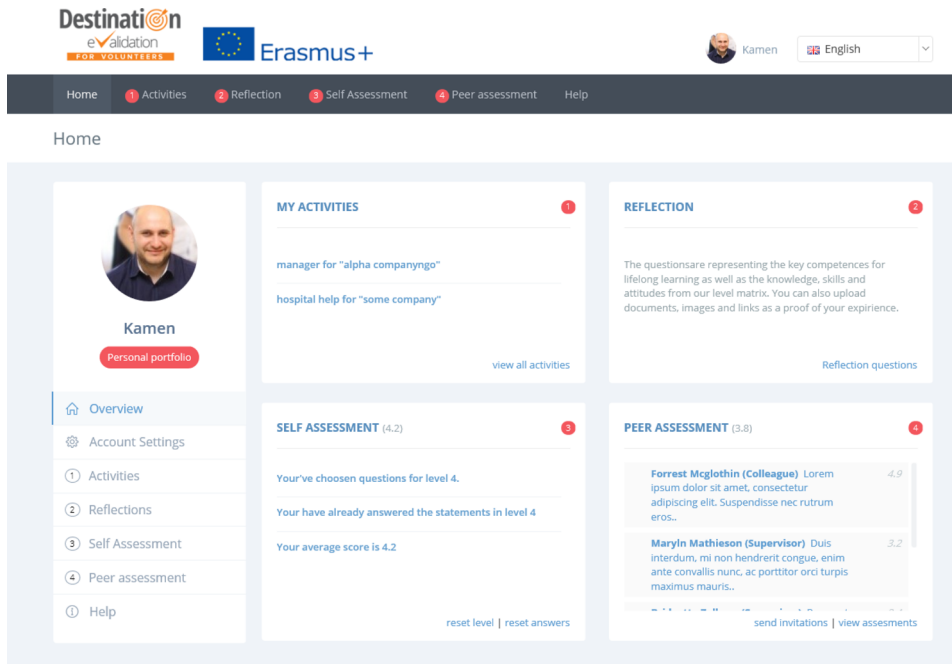 Destination
eValidation
FOR VOLUNTEERS
Erasmus+
Kamen
English
Home
1 Activities
2 Reflection
3 Self Assessment
4 Peer assessment
Help
Home
Kamen
Personal portfolio
Overview
Account Settings
1 Activities
2 Reflections
3 Self Assessment
4 Peer assessment
Help
MY ACTIVITIES
1
manager for "alpha companyngo"
hospital help for "some company"
view all activities
REFLECTION
2
The questionsare representing the key competences for
lifelong learning as well as the knowledge, skills and
attitudes from our level matrix. You can also upload
documents, images and links as a proof of your expirience.
Reflection questions
SELF ASSESSMENT (4.2)
3
Your've choosen questions for level 4.
Your have already answered the statements in level 4
Your average score is 4.2
reset level | reset answers
PEER ASSESSMENT (3.8)
4
Forrest Mcglothin (Colleague) Lorem
4.9
ipsum dolor sit amet, consectetur
adipiscing elit. Suspendisse nec rutrum
eros..
Maryln Mathieson (Supervisor) Duis
3.2
interdum, mi non hendrerit congue, enim
ante convallis nunc, ac porttitor orci turpis
maximus mauris..
send invitations | view assesments